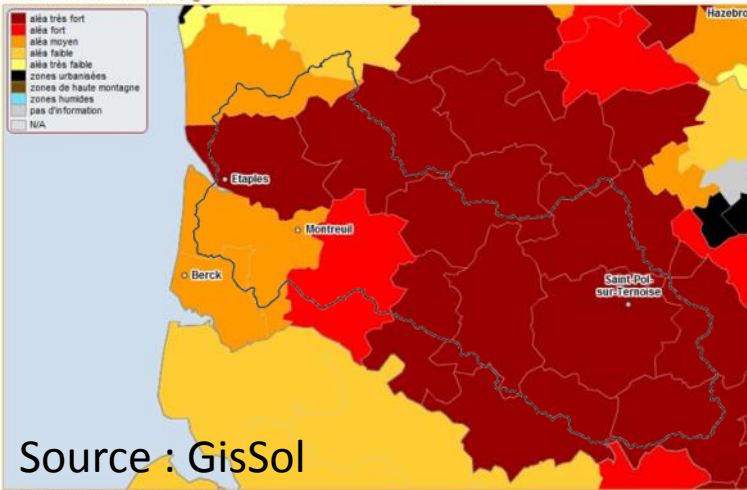 aléa très fort
aléa fort
aléa moyen
aléa faible
aléa très faible
zones urbanisées
zones de haute montagne
zones humides
pas d'information
N/A
Hazebro
Etaples
Montreuil
Berck
Saint-Pol-
sur-Ternoise
Source : GisSol